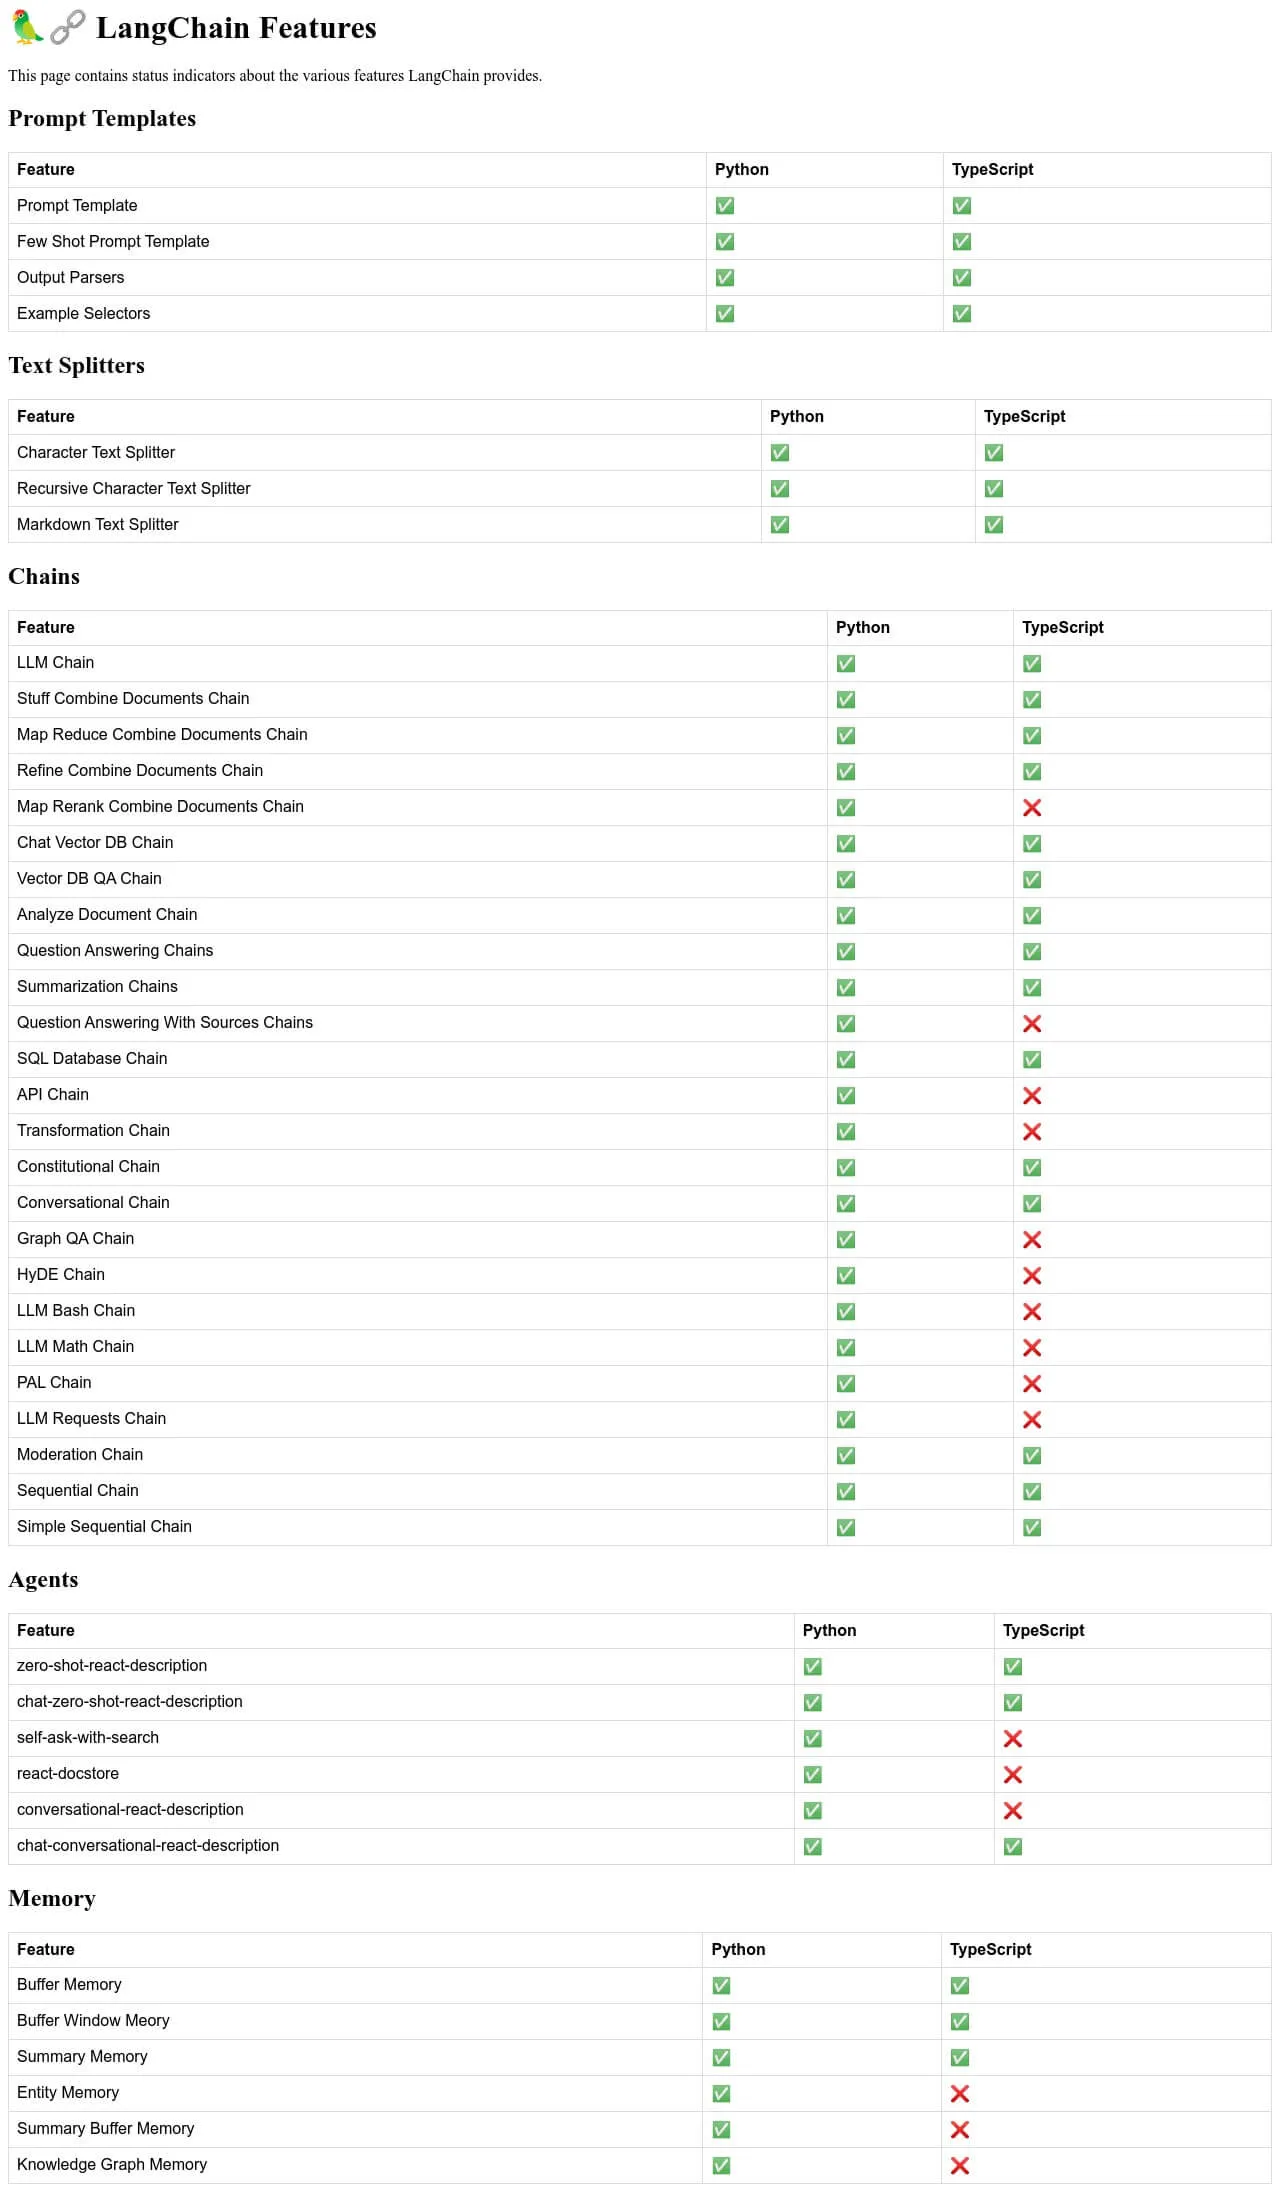 🦜🔗 LangChain Features
This page contains status indicators about the various features LangChain provides.
Prompt Templates
Feature Python TypeScript
Prompt Template ✅ ✅
Few Shot Prompt Template ✅ ✅
Output Parsers ✅ ✅
Example Selectors ✅ ✅
Text Splitters
Feature Python TypeScript
Character Text Splitter ✅ ✅
Recursive Character Text Splitter ✅ ✅
Markdown Text Splitter ✅ ✅
Chains
Feature Python TypeScript
LLM Chain ✅ ✅
Stuff Combine Documents Chain ✅ ✅
Map Reduce Combine Documents Chain ✅ ✅
Refine Combine Documents Chain ✅ ✅
Map Rerank Combine Documents Chain ✅ ❌
Chat Vector DB Chain ✅ ✅
Vector DB QA Chain ✅ ✅
Analyze Document Chain ✅ ✅
Question Answering Chains ✅ ✅
Summarization Chains ✅ ✅
Question Answering With Sources Chains ✅ ❌
SQL Database Chain ✅ ✅
API Chain ✅ ❌
Transformation Chain ✅ ❌
Constitutional Chain ✅ ✅
Conversational Chain ✅ ✅
Graph QA Chain ✅ ❌
HyDE Chain ✅ ❌
LLM Bash Chain ✅ ❌
LLM Math Chain ✅ ❌
PAL Chain ✅ ❌
LLM Requests Chain ✅ ❌
Moderation Chain ✅ ✅
Sequential Chain ✅ ✅
Simple Sequential Chain ✅ ✅
Agents
Feature Python TypeScript
zero-shot-react-description ✅ ✅
chat-zero-shot-react-description ✅ ✅
self-ask-with-search ✅ ❌
react-docstore ✅ ❌
conversational-react-description ✅ ❌
chat-conversational-react-description ✅ ✅
Memory
Feature Python TypeScript
Buffer Memory ✅ ✅
Buffer Window Meory ✅ ✅
Summary Memory ✅ ✅
Entity Memory ✅ ❌
Summary Buffer Memory ✅ ❌
Knowledge Graph Memory ✅ ❌